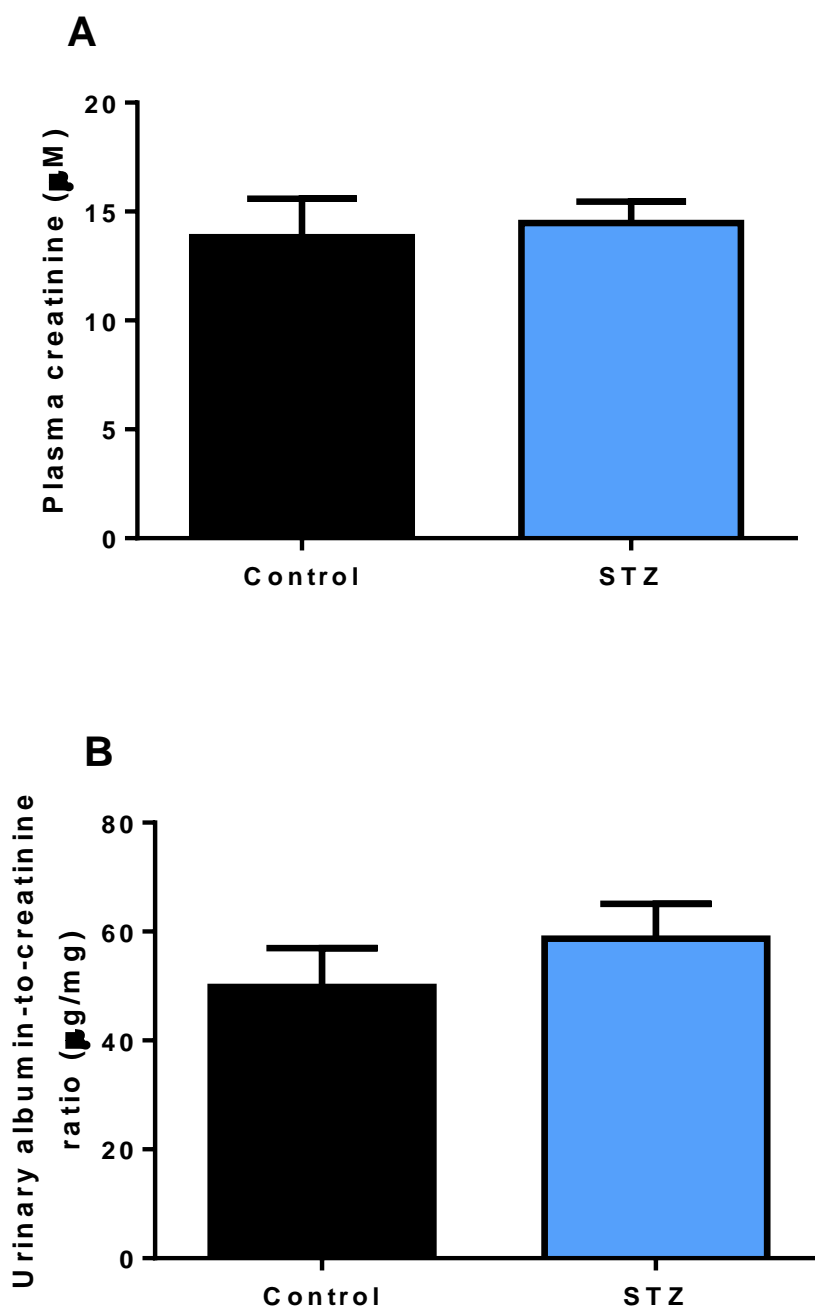 A
20
15
10
5
0
Plasma creatinine (μM)
Control STZ
B
80
60
40
20
0
Urinary albumin-to-creatinine
ratio (μg/mg)
Control STZ